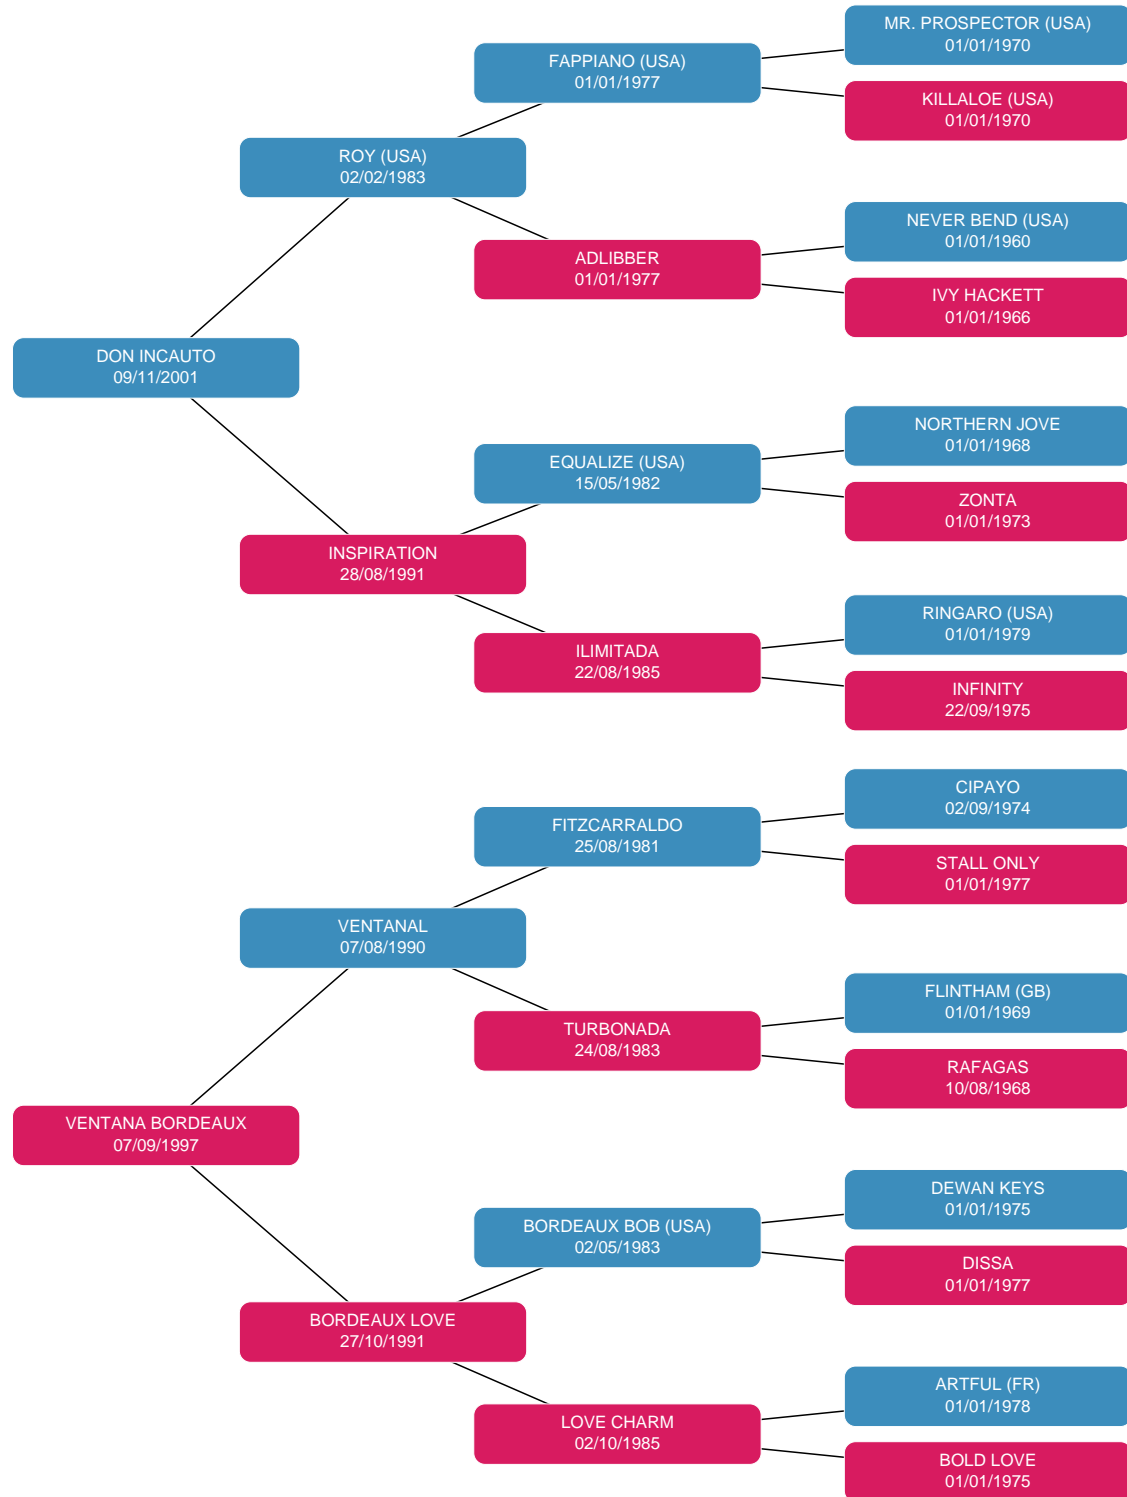 MR. PROSPECTOR (USA)
01/01/1970
FAPPIANO (USA)
01/01/1977
KILLALOE (USA)
01/01/1970
ROY (USA)
02/02/1983
NEVER BEND (USA)
01/01/1960
ADLIBBER
01/01/1977
IVY HACKETT
01/01/1966
DON INCAUTO
09/11/2001
NORTHERN JOVE
01/01/1968
EQUALIZE (USA)
15/05/1982
ZONTA
01/01/1973
INSPIRATION
28/08/1991
RINGARO (USA)
01/01/1979
ILIMITADA
22/08/1985
INFINITY
22/09/1975
CIPAYO
02/09/1974
FITZCARRALDO
25/08/1981
STALL ONLY
01/01/1977
VENTANAL
07/08/1990
FLINTHAM (GB)
01/01/1969
TURBONADA
24/08/1983
RAFAGAS
10/08/1968
VENTANA BORDEAUX
07/09/1997
DEWAN KEYS
01/01/1975
BORDEAUX BOB (USA)
02/05/1983
DISSA
01/01/1977
BORDEAUX LOVE
27/10/1991
ARTFUL (FR)
01/01/1978
LOVE CHARM
02/10/1985
BOLD LOVE
01/01/1975